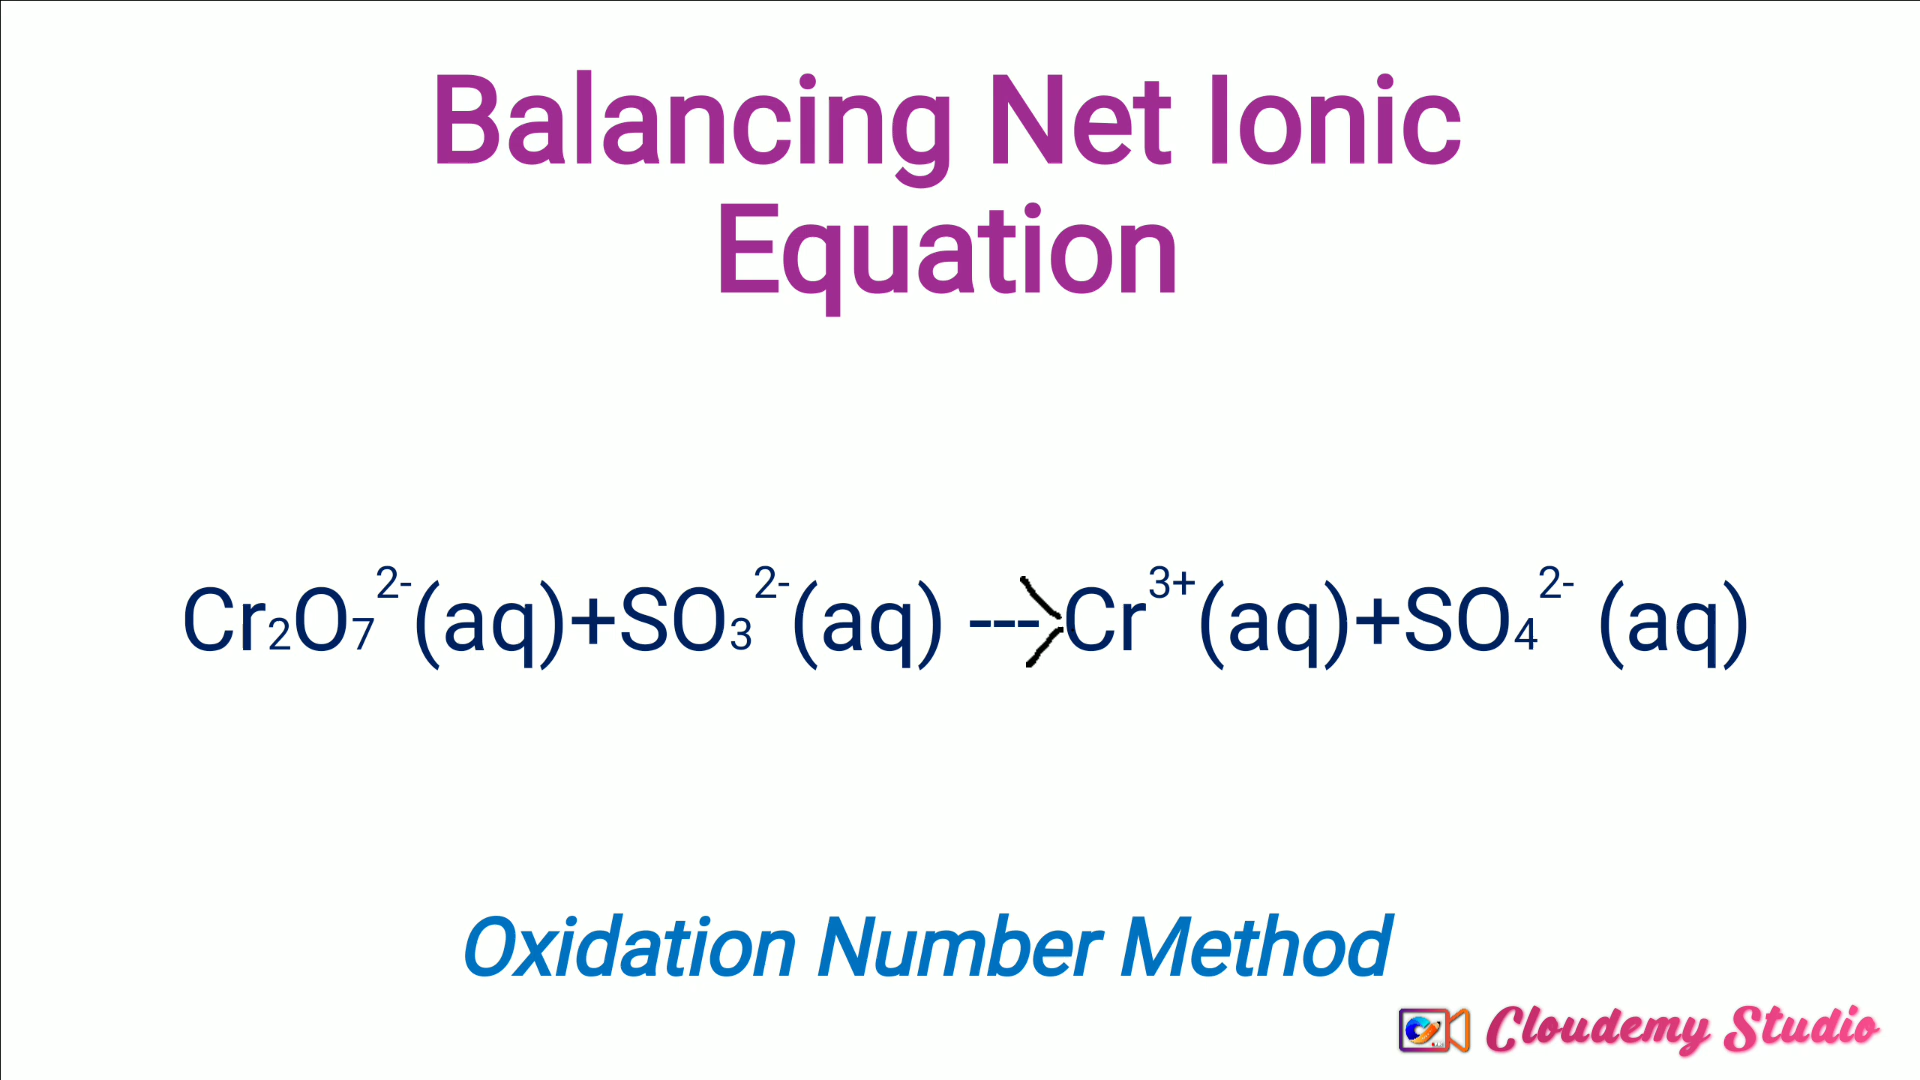 Balancing Net Ionic
Equation
Cr₂O₇²⁻(aq)+SO₃²⁻(aq) --->Cr³⁺(aq)+SO₄²⁻ (aq)
Oxidation Number Method
Cloudemy Studio